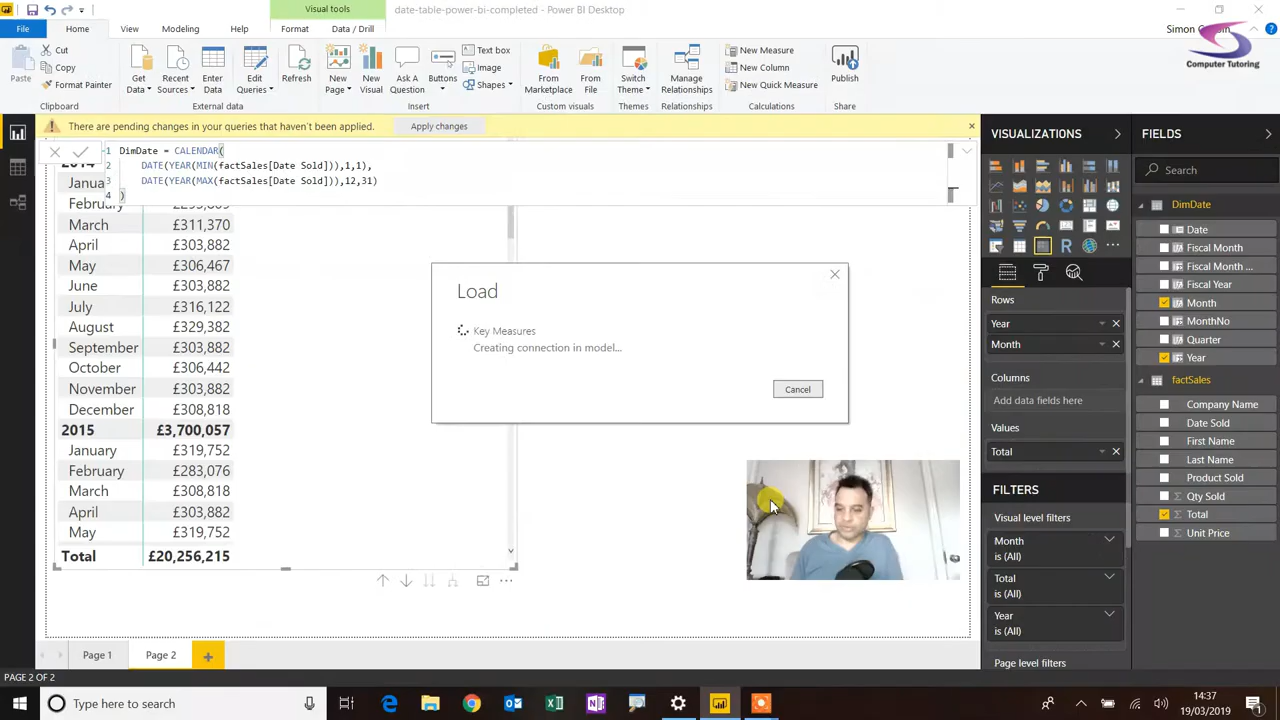 Visual tools
date-table-power-bi-completed - Power BI Desktop
File
Home
View
Modeling
Help
Format
Data / Drill
Simon
Computer Tutoring
Paste
Cut
Copy
Format Painter
Clipboard
Get Data
Recent Sources
Enter Data
Edit Queries
Refresh
External data
New Page
New Visual
Ask A Question
Buttons
Text box
Image
Shapes
Insert
From Marketplace
From File
Custom visuals
Switch Theme
Themes
Manage Relationships
Relationships
New Measure
New Column
New Quick Measure
Calculations
Publish
Share
There are pending changes in your queries that haven't been applied.
Apply changes
1 DimDate = CALENDAR(
2 DATE(YEAR(MIN(factSales[Date Sold])),1,1),
3 DATE(YEAR(MAX(factSales[Date Sold])),12,31)
4 )
2014
Janua
February
March £311,370
April £303,882
May £306,467
June £303,882
July £316,122
August £329,382
September £303,882
October £306,442
November £303,882
December £308,818
2015 £3,700,057
January £319,752
February £283,076
March £308,818
April £303,882
May £319,752
Total £20,256,215
Load
Key Measures
Creating connection in model...
Cancel
VISUALIZATIONS
Rows
Year
Month
Columns
Add data fields here
Values
Total
FILTERS
Visual level filters
Month
is (All)
Total
is (All)
Year
is (All)
Page level filters
FIELDS
Search
DimDate
Date
Fiscal Month
Fiscal Month ...
Fiscal Year
Month
MonthNo
Quarter
Year
factSales
Company Name
Date Sold
First Name
Last Name
Product Sold
Qty Sold
Total
Unit Price
Page 1
Page 2
PAGE 2 OF 2
Type here to search
14:37
19/03/2019